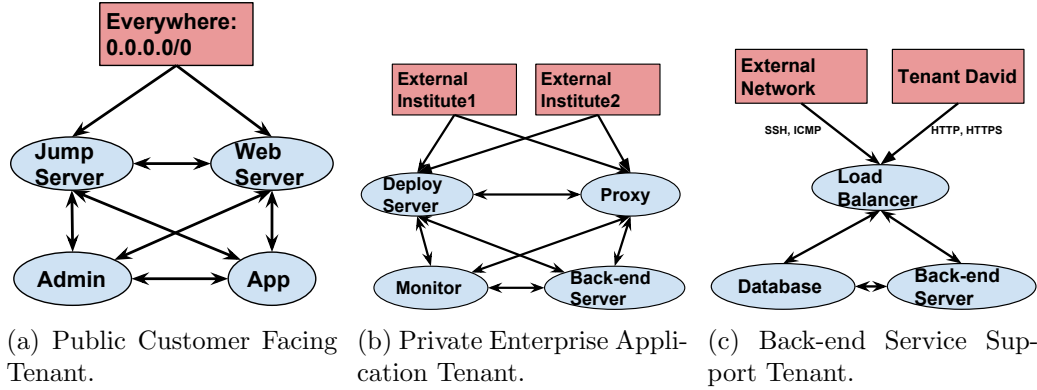 Everywhere:
0.0.0.0/0
Jump
Server
Web
Server
Admin
App
(a) Public Customer Facing
Tenant.
External
Institute1
External
Institute2
Deploy
Server
Proxy
Monitor
Back-end
Server
(b) Private Enterprise Appli-
cation Tenant.
External
Network
Tenant David
SSH, ICMP
HTTP, HTTPS
Load
Balancer
Database
Back-end
Server
(c) Back-end Service Sup-
port Tenant.